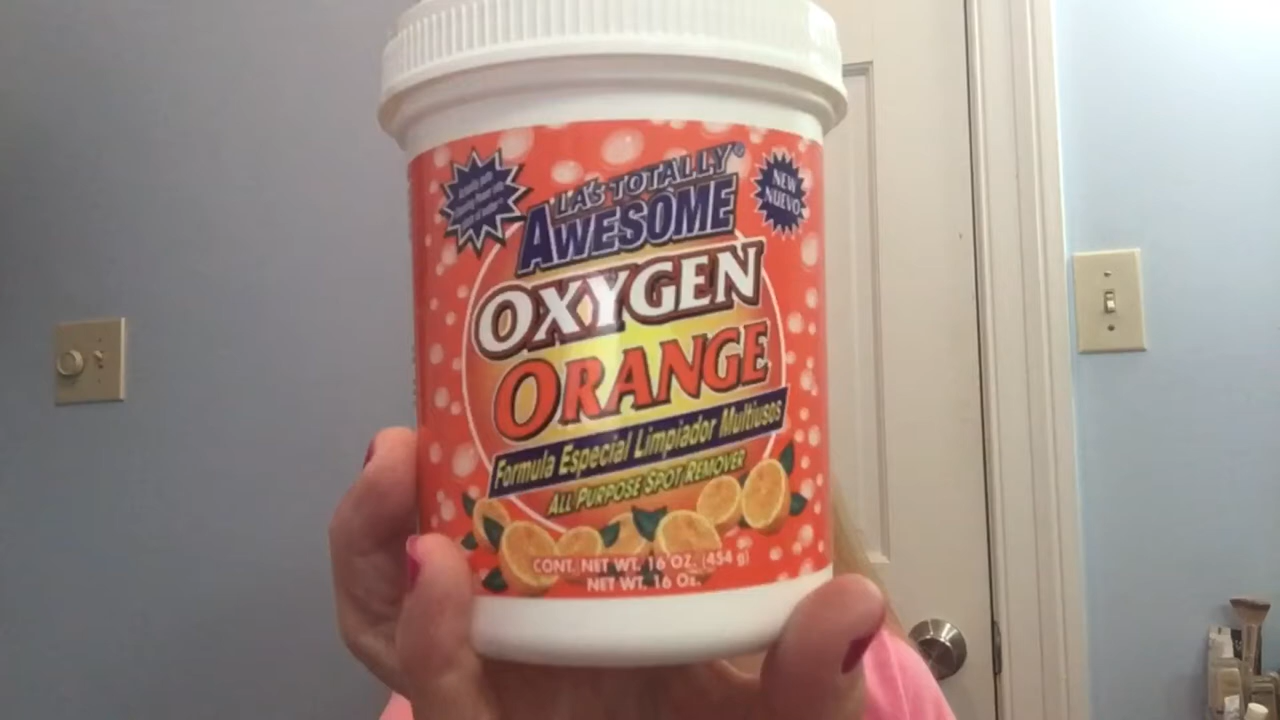 LA'S TOTALLY®
AWESOME
NEW
NUEVO
OXYGEN
ORANGE
Formula Especial Limpiador Multiusos
ALL PURPOSE SPOT REMOVER
CONT. NET WT. 16 OZ. (454 g)
NET WT. 16 OZ.